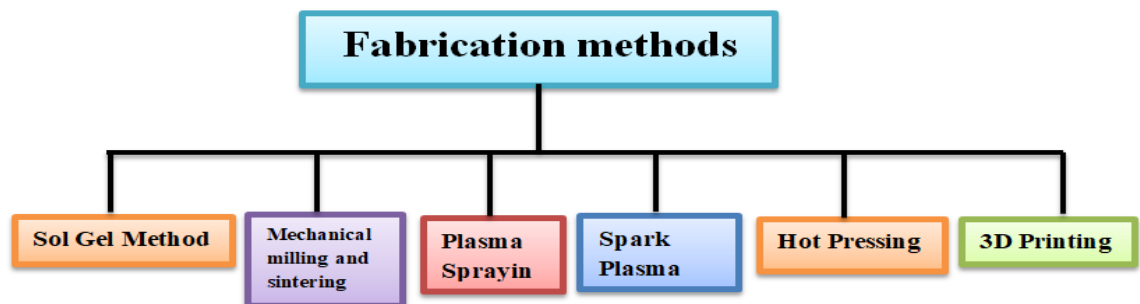 Fabrication methods
Sol Gel Method
Mechanical
milling and
sintering
Plasma
Sprayin
Spark
Plasma
Hot Pressing
3D Printing